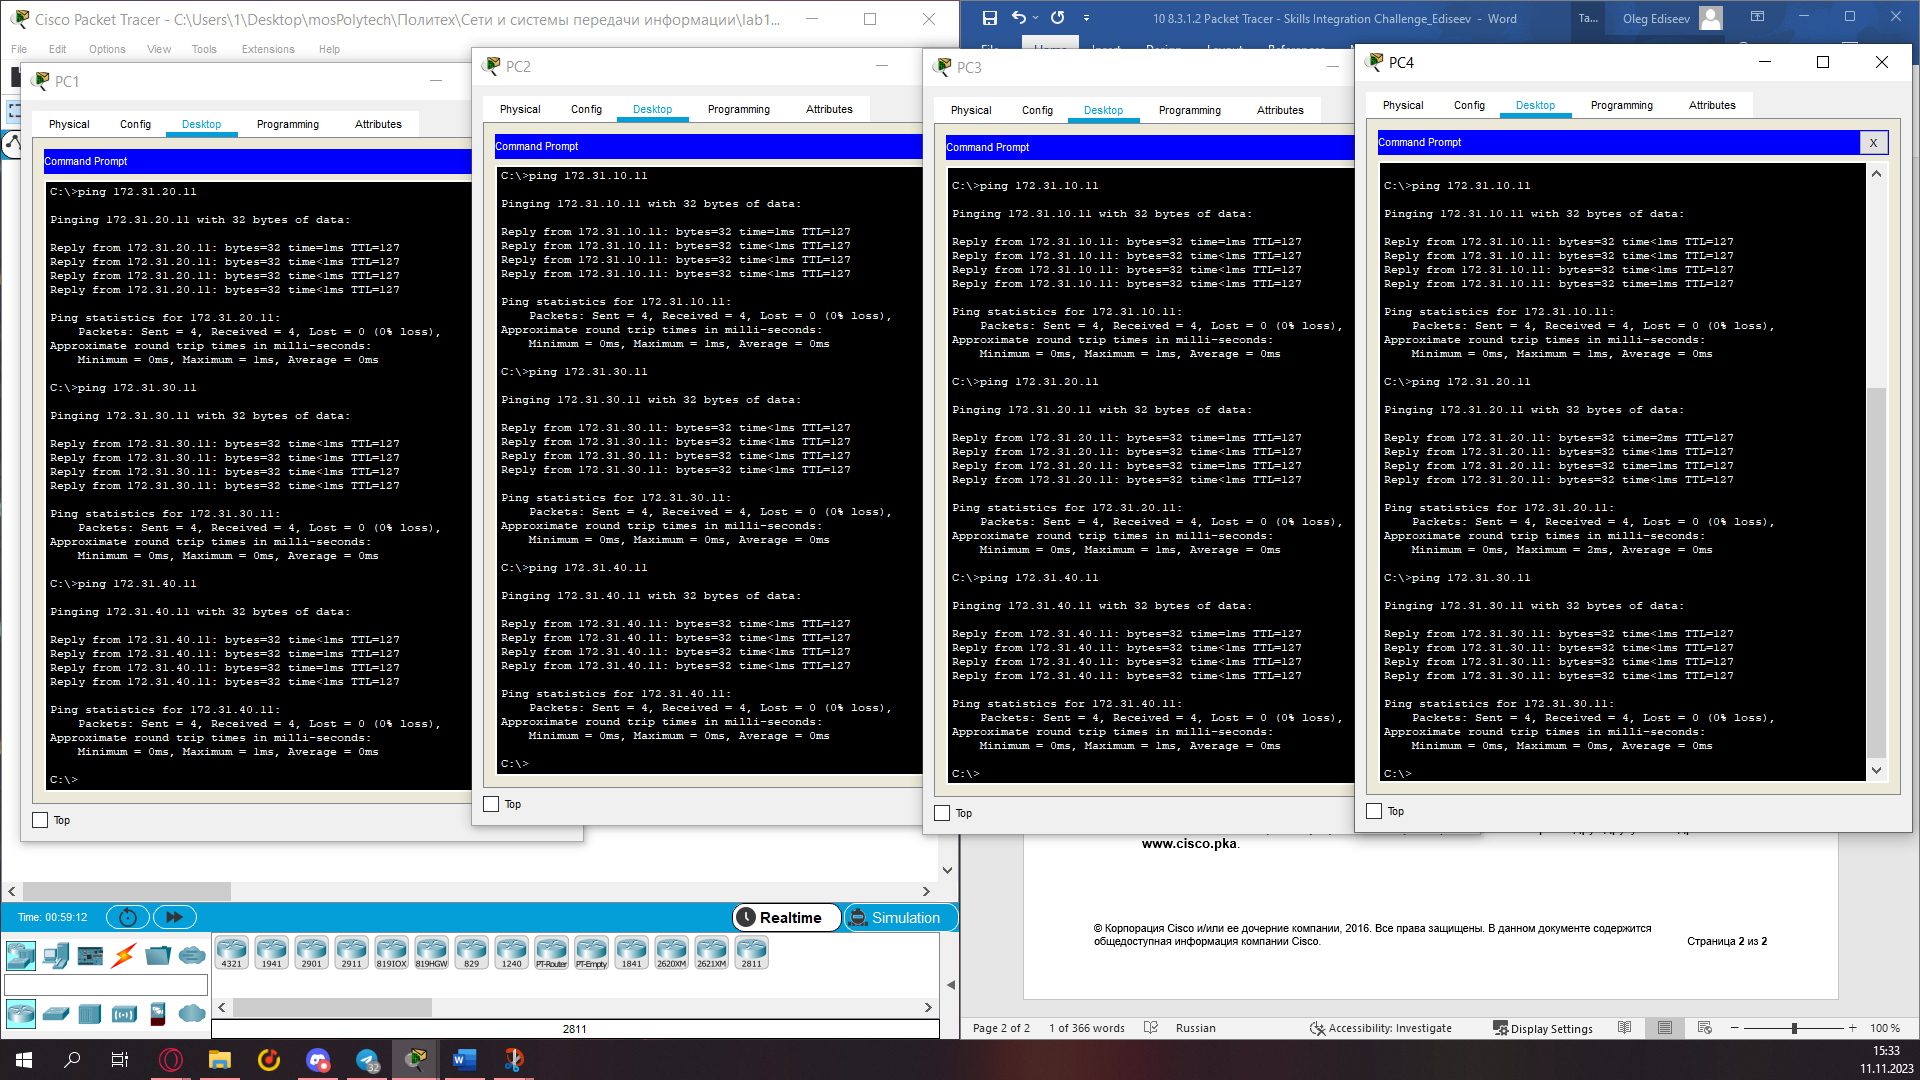 Cisco Packet Tracer - C:\Users\1\Desktop\mosPolytech\Политех\Сети и системы передачи информации\lab1...
File Edit Options View Tools Extensions Help
10 8.3.1.2 Packet Tracer - Skills Integration Challenge_Ediseev - Word
Ta...
Oleg Ediseev
PC1
Physical Config Desktop Programming Attributes
Command Prompt
C:\>ping 172.31.20.11
Pinging 172.31.20.11 with 32 bytes of data:
Reply from 172.31.20.11: bytes=32 time=1ms TTL=127
Reply from 172.31.20.11: bytes=32 time<1ms TTL=127
Reply from 172.31.20.11: bytes=32 time<1ms TTL=127
Reply from 172.31.20.11: bytes=32 time<1ms TTL=127
Ping statistics for 172.31.20.11:
Packets: Sent = 4, Received = 4, Lost = 0 (0% loss),
Approximate round trip times in milli-seconds:
Minimum = 0ms, Maximum = 1ms, Average = 0ms
C:\>ping 172.31.30.11
Pinging 172.31.30.11 with 32 bytes of data:
Reply from 172.31.30.11: bytes=32 time<1ms TTL=127
Reply from 172.31.30.11: bytes=32 time<1ms TTL=127
Reply from 172.31.30.11: bytes=32 time<1ms TTL=127
Reply from 172.31.30.11: bytes=32 time<1ms TTL=127
Ping statistics for 172.31.30.11:
Packets: Sent = 4, Received = 4, Lost = 0 (0% loss),
Approximate round trip times in milli-seconds:
Minimum = 0ms, Maximum = 0ms, Average = 0ms
C:\>ping 172.31.40.11
Pinging 172.31.40.11 with 32 bytes of data:
Reply from 172.31.40.11: bytes=32 time<1ms TTL=127
Reply from 172.31.40.11: bytes=32 time=1ms TTL=127
Reply from 172.31.40.11: bytes=32 time<1ms TTL=127
Reply from 172.31.40.11: bytes=32 time<1ms TTL=127
Ping statistics for 172.31.40.11:
Packets: Sent = 4, Received = 4, Lost = 0 (0% loss),
Approximate round trip times in milli-seconds:
Minimum = 0ms, Maximum = 1ms, Average = 0ms
C:\>
Top
PC2
Physical Config Desktop Programming Attributes
Command Prompt
C:\>ping 172.31.10.11
Pinging 172.31.10.11 with 32 bytes of data:
Reply from 172.31.10.11: bytes=32 time=1ms TTL=127
Reply from 172.31.10.11: bytes=32 time<1ms TTL=127
Reply from 172.31.10.11: bytes=32 time<1ms TTL=127
Reply from 172.31.10.11: bytes=32 time<1ms TTL=127
Ping statistics for 172.31.10.11:
Packets: Sent = 4, Received = 4, Lost = 0 (0% loss),
Approximate round trip times in milli-seconds:
Minimum = 0ms, Maximum = 1ms, Average = 0ms
C:\>ping 172.31.30.11
Pinging 172.31.30.11 with 32 bytes of data:
Reply from 172.31.30.11: bytes=32 time<1ms TTL=127
Reply from 172.31.30.11: bytes=32 time<1ms TTL=127
Reply from 172.31.30.11: bytes=32 time<1ms TTL=127
Reply from 172.31.30.11: bytes=32 time<1ms TTL=127
Ping statistics for 172.31.30.11:
Packets: Sent = 4, Received = 4, Lost = 0 (0% loss),
Approximate round trip times in milli-seconds:
Minimum = 0ms, Maximum = 0ms, Average = 0ms
C:\>ping 172.31.40.11
Pinging 172.31.40.11 with 32 bytes of data:
Reply from 172.31.40.11: bytes=32 time<1ms TTL=127
Reply from 172.31.40.11: bytes=32 time<1ms TTL=127
Reply from 172.31.40.11: bytes=32 time<1ms TTL=127
Reply from 172.31.40.11: bytes=32 time<1ms TTL=127
Ping statistics for 172.31.40.11:
Packets: Sent = 4, Received = 4, Lost = 0 (0% loss),
Approximate round trip times in milli-seconds:
Minimum = 0ms, Maximum = 0ms, Average = 0ms
C:\>
Top
PC3
Physical Config Desktop Programming Attributes
Command Prompt
C:\>ping 172.31.10.11
Pinging 172.31.10.11 with 32 bytes of data:
Reply from 172.31.10.11: bytes=32 time=1ms TTL=127
Reply from 172.31.10.11: bytes=32 time<1ms TTL=127
Reply from 172.31.10.11: bytes=32 time<1ms TTL=127
Reply from 172.31.10.11: bytes=32 time<1ms TTL=127
Ping statistics for 172.31.10.11:
Packets: Sent = 4, Received = 4, Lost = 0 (0% loss),
Approximate round trip times in milli-seconds:
Minimum = 0ms, Maximum = 1ms, Average = 0ms
C:\>ping 172.31.20.11
Pinging 172.31.20.11 with 32 bytes of data:
Reply from 172.31.20.11: bytes=32 time=1ms TTL=127
Reply from 172.31.20.11: bytes=32 time<1ms TTL=127
Reply from 172.31.20.11: bytes=32 time<1ms TTL=127
Reply from 172.31.20.11: bytes=32 time<1ms TTL=127
Ping statistics for 172.31.20.11:
Packets: Sent = 4, Received = 4, Lost = 0 (0% loss),
Approximate round trip times in milli-seconds:
Minimum = 0ms, Maximum = 1ms, Average = 0ms
C:\>ping 172.31.40.11
Pinging 172.31.40.11 with 32 bytes of data:
Reply from 172.31.40.11: bytes=32 time=1ms TTL=127
Reply from 172.31.40.11: bytes=32 time<1ms TTL=127
Reply from 172.31.40.11: bytes=32 time<1ms TTL=127
Reply from 172.31.40.11: bytes=32 time<1ms TTL=127
Ping statistics for 172.31.40.11:
Packets: Sent = 4, Received = 4, Lost = 0 (0% loss),
Approximate round trip times in milli-seconds:
Minimum = 0ms, Maximum = 1ms, Average = 0ms
C:\>
Top
PC4
Physical Config Desktop Programming Attributes
Command Prompt
X
C:\>ping 172.31.10.11
Pinging 172.31.10.11 with 32 bytes of data:
Reply from 172.31.10.11: bytes=32 time=1ms TTL=127
Reply from 172.31.10.11: bytes=32 time<1ms TTL=127
Reply from 172.31.10.11: bytes=32 time<1ms TTL=127
Reply from 172.31.10.11: bytes=32 time<1ms TTL=127
Ping statistics for 172.31.10.11:
Packets: Sent = 4, Received = 4, Lost = 0 (0% loss),
Approximate round trip times in milli-seconds:
Minimum = 0ms, Maximum = 1ms, Average = 0ms
C:\>ping 172.31.20.11
Pinging 172.31.20.11 with 32 bytes of data:
Reply from 172.31.20.11: bytes=32 time=2ms TTL=127
Reply from 172.31.20.11: bytes=32 time<1ms TTL=127
Reply from 172.31.20.11: bytes=32 time<1ms TTL=127
Reply from 172.31.20.11: bytes=32 time<1ms TTL=127
Ping statistics for 172.31.20.11:
Packets: Sent = 4, Received = 4, Lost = 0 (0% loss),
Approximate round trip times in milli-seconds:
Minimum = 0ms, Maximum = 2ms, Average = 0ms
C:\>ping 172.31.30.11
Pinging 172.31.30.11 with 32 bytes of data:
Reply from 172.31.30.11: bytes=32 time<1ms TTL=127
Reply from 172.31.30.11: bytes=32 time<1ms TTL=127
Reply from 172.31.30.11: bytes=32 time<1ms TTL=127
Reply from 172.31.30.11: bytes=32 time<1ms TTL=127
Ping statistics for 172.31.30.11:
Packets: Sent = 4, Received = 4, Lost = 0 (0% loss),
Approximate round trip times in milli-seconds:
Minimum = 0ms, Maximum = 0ms, Average = 0ms
C:\>
Top
www.cisco.pka.
© Корпорация Cisco и/или ее дочерние компании, 2016. Все права защищены. В данном документе содержится
общедоступная информация компании Cisco.
Страница 2 из 2
Time: 00:59:12
Realtime
Simulation
4321 1941 2901 2911 819IOX 819HGW 829 1240 PT-Router PT-Empty 1841 2620XM 2621XM 2811
2811
Page 2 of 2 1 of 366 words Russian Accessibility: Investigate Display Settings 100 %
32
15:33
11.11.2023